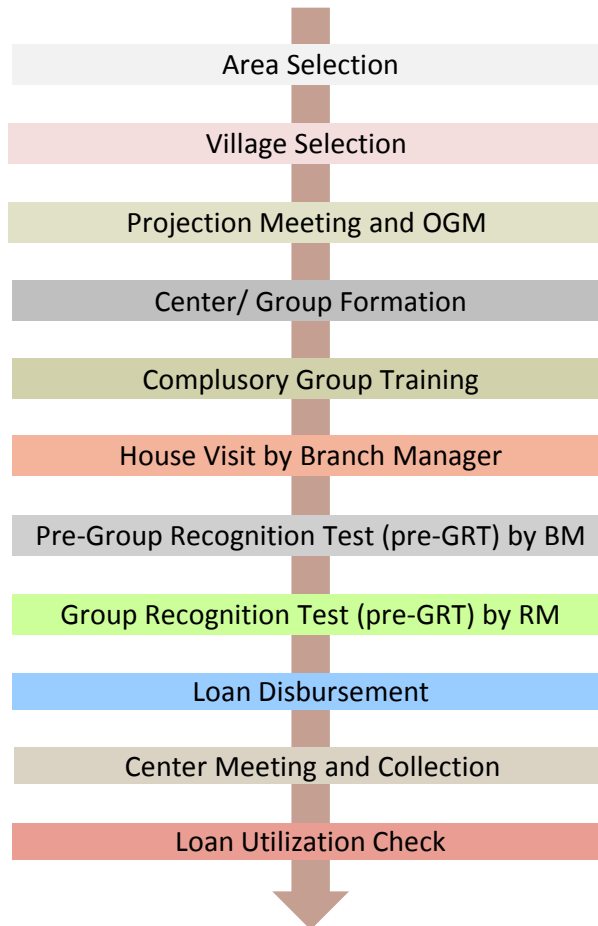 Area Selection
Village Selection
Projection Meeting and OGM
Center/ Group Formation
Complusory Group Training
House Visit by Branch Manager
Pre-Group Recognition Test (pre-GRT) by BM
Group Recognition Test (pre-GRT) by RM
Loan Disbursement
Center Meeting and Collection
Loan Utilization Check